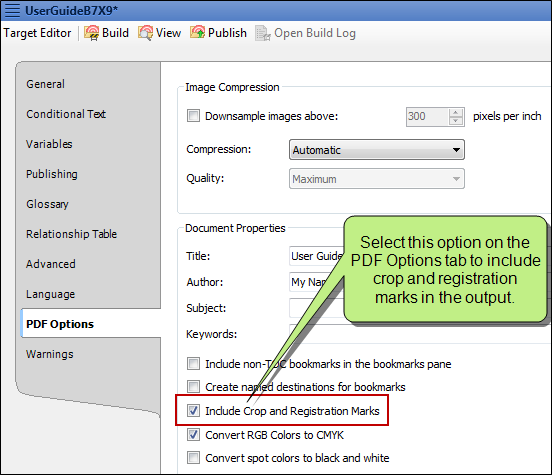 UserGuideB7X9*
Target Editor Build View Publish Open Build Log
General
Conditional Text
Variables
Publishing
Glossary
Relationship Table
Advanced
Language
PDF Options
Warnings
Image Compression
Downsample images above: 300 pixels per inch
Compression: Automatic
Quality: Maximum
Document Properties
Title: User Guide
Author: My Nam
Subject:
Keywords:
Select this option on the
PDF Options tab to include
crop and registration
marks in the output.
Include non-TOC bookmarks in the bookmarks pane
Create named destinations for bookmarks
Include Crop and Registration Marks
Convert RGB Colors to CMYK
Convert spot colors to black and white